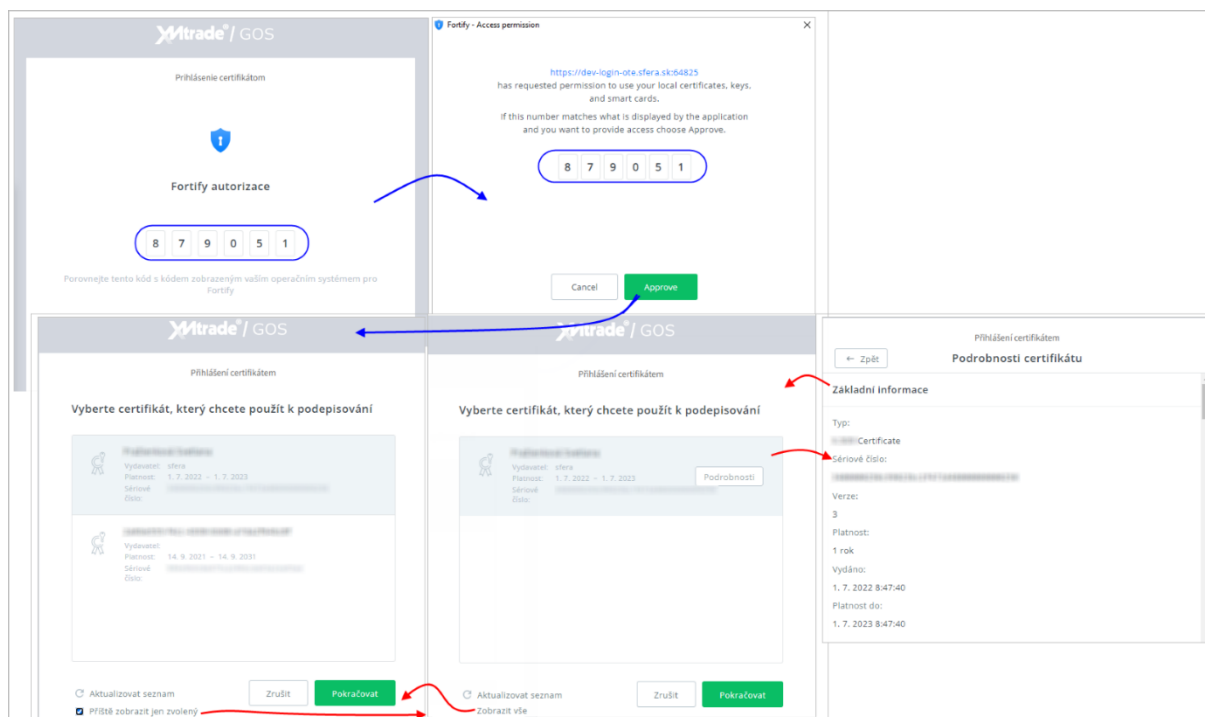 XMtrade®/ GOS
Prihlásenie certifikátom
Fortify autorizace
8 7 9 0 5 1
Porovnejte tento kód s kódem zobrazeným vaším operačním systémem pro
Fortify
Fortify - Access permission
https://dev-login-ote.sfera.sk:64825
has requested permission to use your local certificates, keys,
and smart cards.
If this number matches what is displayed by the application
and you want to provide access choose Approve.
8 7 9 0 5 1
Cancel
Approve
XMtrade®/ GOS
Přihlášení certifikátem
Vyberte certifikát, který chcete použít k podepisování
Vydavatel: sfera
Platnost: 1. 7. 2022 – 1. 7. 2023
Sériové
číslo:
Vydavatel:
Platnost: 14. 9. 2021 – 14. 9. 2031
Sériové
číslo:
Aktualizovat seznam
Příště zobrazit jen zvolený
Zrušit
Pokračovat
XMtrade®/ GOS
Přihlášení certifikátem
Vyberte certifikát, který chcete použít k podepisování
Vydavatel: sfera
Platnost: 1. 7. 2022 – 1. 7. 2023
Sériové
číslo:
Podrobnosti
Aktualizovat seznam
Zobrazit vše
Zrušit
Pokračovat
Přihlášení certifikátem
← Zpět
Podrobnosti certifikátu
Základní informace
Typ:
Certificate
Sériové číslo:
Verze:
3
Platnost:
1 rok
Vydáno:
1. 7. 2022 8:47:40
Platnost do:
1. 7. 2023 8:47:40